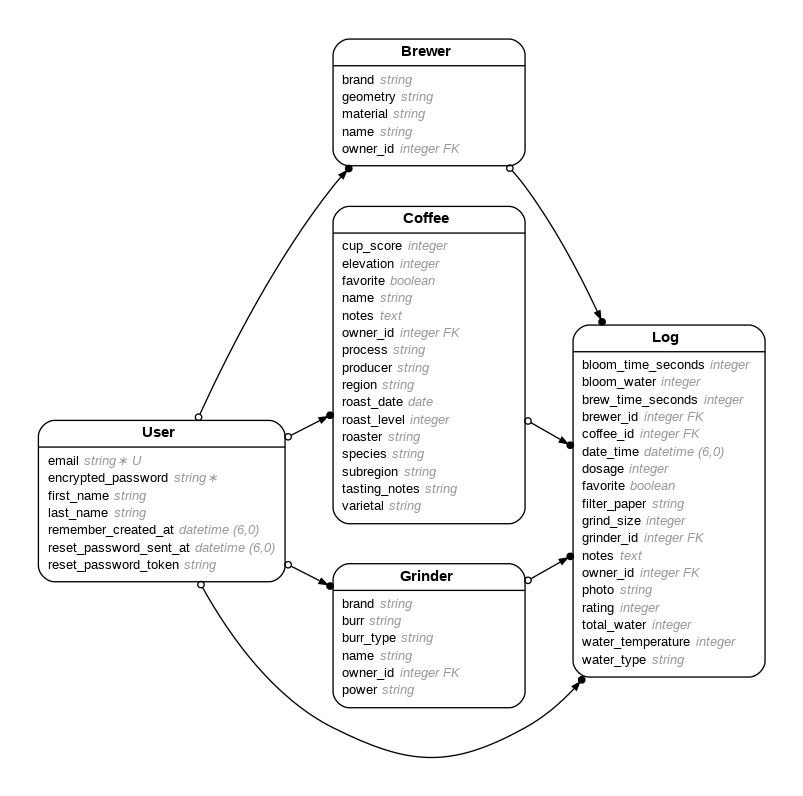 Brewer
brand string
geometry string
material string
name string
owner_id integer FK
Coffee
cup_score integer
elevation integer
favorite boolean
name string
notes text
owner_id integer FK
process string
producer string
region string
roast_date date
roast_level integer
roaster string
species string
subregion string
tasting_notes string
varietal string
User
email string∗ U
encrypted_password string∗
first_name string
last_name string
remember_created_at datetime (6,0)
reset_password_sent_at datetime (6,0)
reset_password_token string
Grinder
brand string
burr string
burr_type string
name string
owner_id integer FK
power string
Log
bloom_time_seconds integer
bloom_water integer
brew_time_seconds integer
brewer_id integer FK
coffee_id integer FK
date_time datetime (6,0)
dosage integer
favorite boolean
filter_paper string
grind_size integer
grinder_id integer FK
notes text
owner_id integer FK
photo string
rating integer
total_water integer
water_temperature integer
water_type string